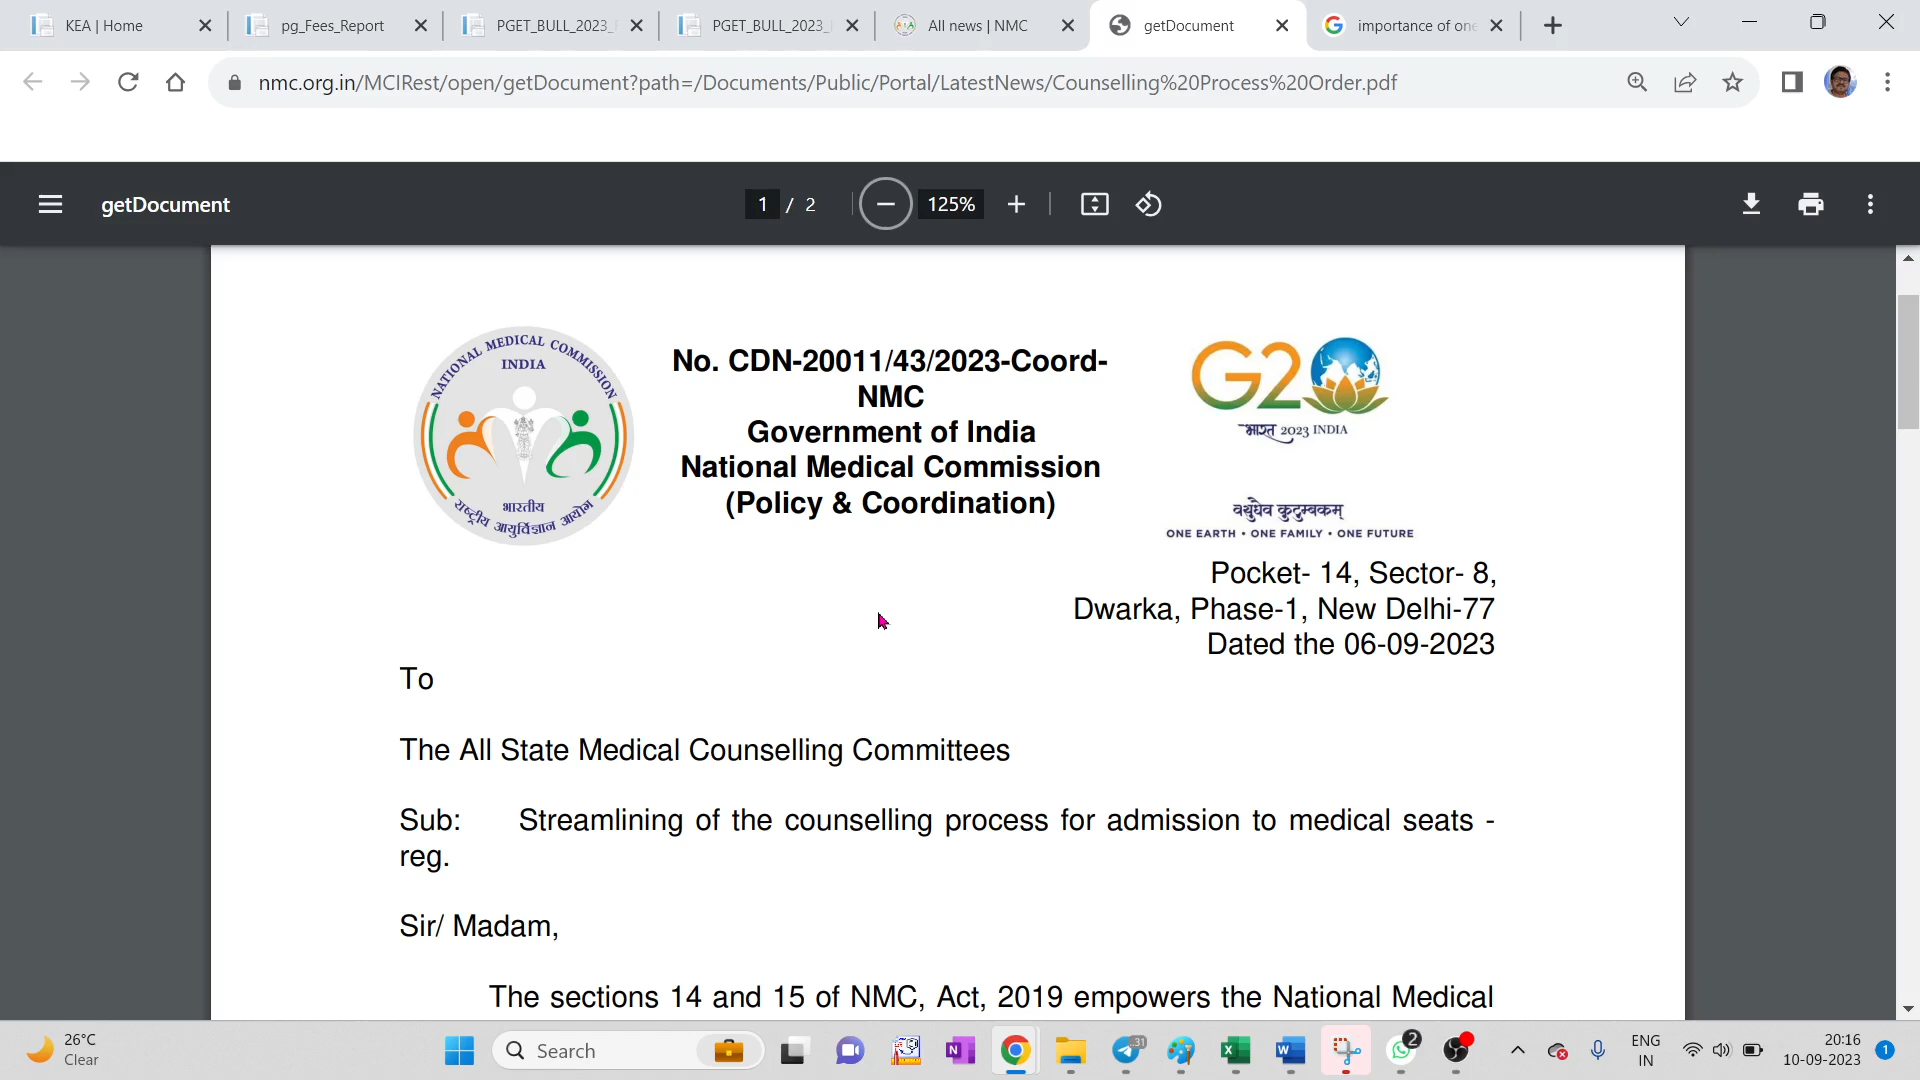 KEA | Home
pg_Fees_Report
PGET_BULL_2023_
PGET_BULL_2023_
All news | NMC
getDocument
importance of one
nmc.org.in/MCIRest/open/getDocument?path=/Documents/Public/Portal/LatestNews/Counselling%20Process%20Order.pdf
getDocument
1 / 2
125%
NATIONAL MEDICAL COMMISSION
INDIA
भारतीय
राष्ट्रीय आयुर्विज्ञान आयोग
No. CDN-20011/43/2023-Coord-
NMC
Government of India
National Medical Commission
(Policy & Coordination)
G20
भारत 2023 INDIA
वसुधैव कुटुम्बकम्
ONE EARTH • ONE FAMILY • ONE FUTURE
Pocket- 14, Sector- 8,
Dwarka, Phase-1, New Delhi-77
Dated the 06-09-2023
To
The All State Medical Counselling Committees
Sub: Streamlining of the counselling process for admission to medical seats -
reg.
Sir/ Madam,
The sections 14 and 15 of NMC, Act, 2019 empowers the National Medical
26°C
Clear
Search
31
2
ENG
IN
20:16
10-09-2023
1